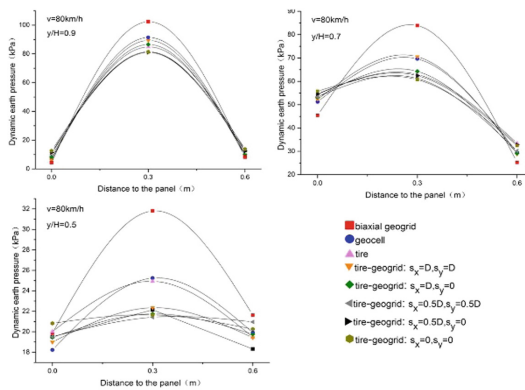 v=80km/h
y/H=0.9
Dynamic earth pressure (kPa)
100
80
60
40
20
0
0.0
0.3
0.6
Distance to the panel (m)
v=80km/h
y/H=0.7
Dynamic earth pressure (kPa)
90
80
70
60
50
40
30
20
0.0
0.3
0.6
Distance to the panel (m)
v=80km/h
y/H=0.5
Dynamic earth pressure (kPa)
32
30
28
26
24
22
20
18
0.0
0.3
0.6
Distance to the panel (m)
biaxial geogrid
geocell
tire
tire-geogrid: sx=D,sy=D
tire-geogrid: sx=D,sy=0
tire-geogrid: sx=0.5D,sy=0.5D
tire-geogrid: sx=0.5D,sy=0
tire-geogrid: sx=0,sy=0